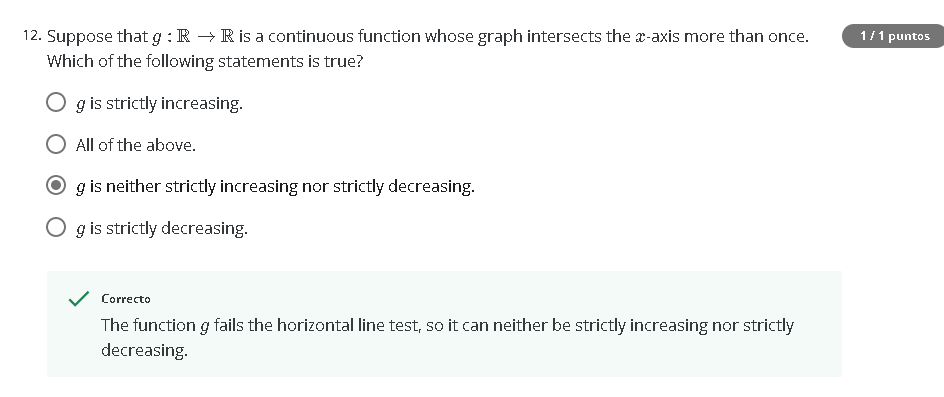 12. Suppose that g : ℝ → ℝ is a continuous function whose graph intersects the x-axis more than once.
1 / 1 puntos
Which of the following statements is true?
g is strictly increasing.
All of the above.
g is neither strictly increasing nor strictly decreasing.
g is strictly decreasing.
Correcto
The function g fails the horizontal line test, so it can neither be strictly increasing nor strictly
decreasing.